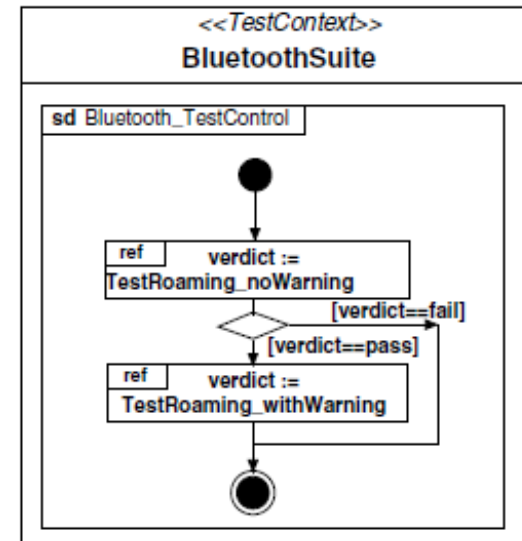 <<TestContext>>
BluetoothSuite
sd Bluetooth_TestControl
ref verdict :=
TestRoaming_noWarning
[verdict==fail]
[verdict==pass]
ref verdict :=
TestRoaming_withWarning